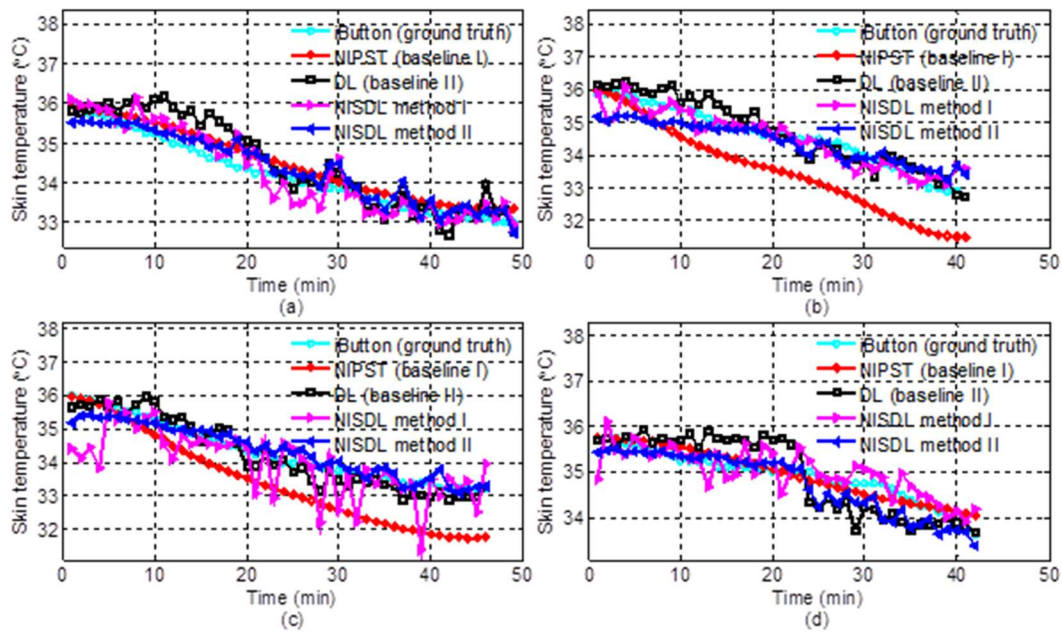 38
37
36
35
34
33
Skin temperature (°C)
iButton (ground truth)
NIPST (baseline I)
DL (baseline II)
NISDL method I
NISDL method II
0 10 20 30 40 50
Time (min)
(a)
38
37
36
35
34
33
32
Skin temperature (°C)
iButton (ground truth)
NIPST (baseline I)
DL (baseline II)
NISDL method I
NISDL method II
0 10 20 30 40 50
Time (min)
(b)
38
37
36
35
34
33
32
Skin temperature (°C)
iButton (ground truth)
NIPST (baseline I)
DL (baseline II)
NISDL method I
NISDL method II
0 10 20 30 40 50
Time (min)
(c)
38
37
36
35
34
Skin temperature (°C)
iButton (ground truth)
NIPST (baseline I)
DL (baseline II)
NISDL method I
NISDL method II
0 10 20 30 40 50
Time (min)
(d)